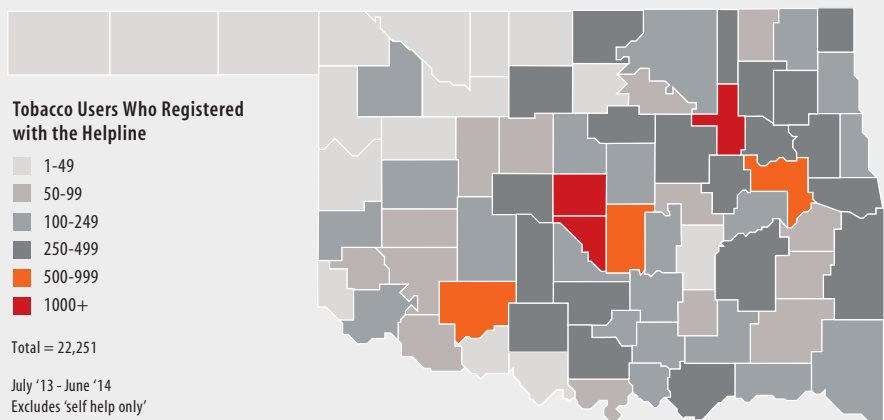 Tobacco Users Who Registered
with the Helpline
1-49
50-99
100-249
250-499
500-999
1000+
Total = 22,251
July ‘13 - June ‘14
Excludes ‘self help only’